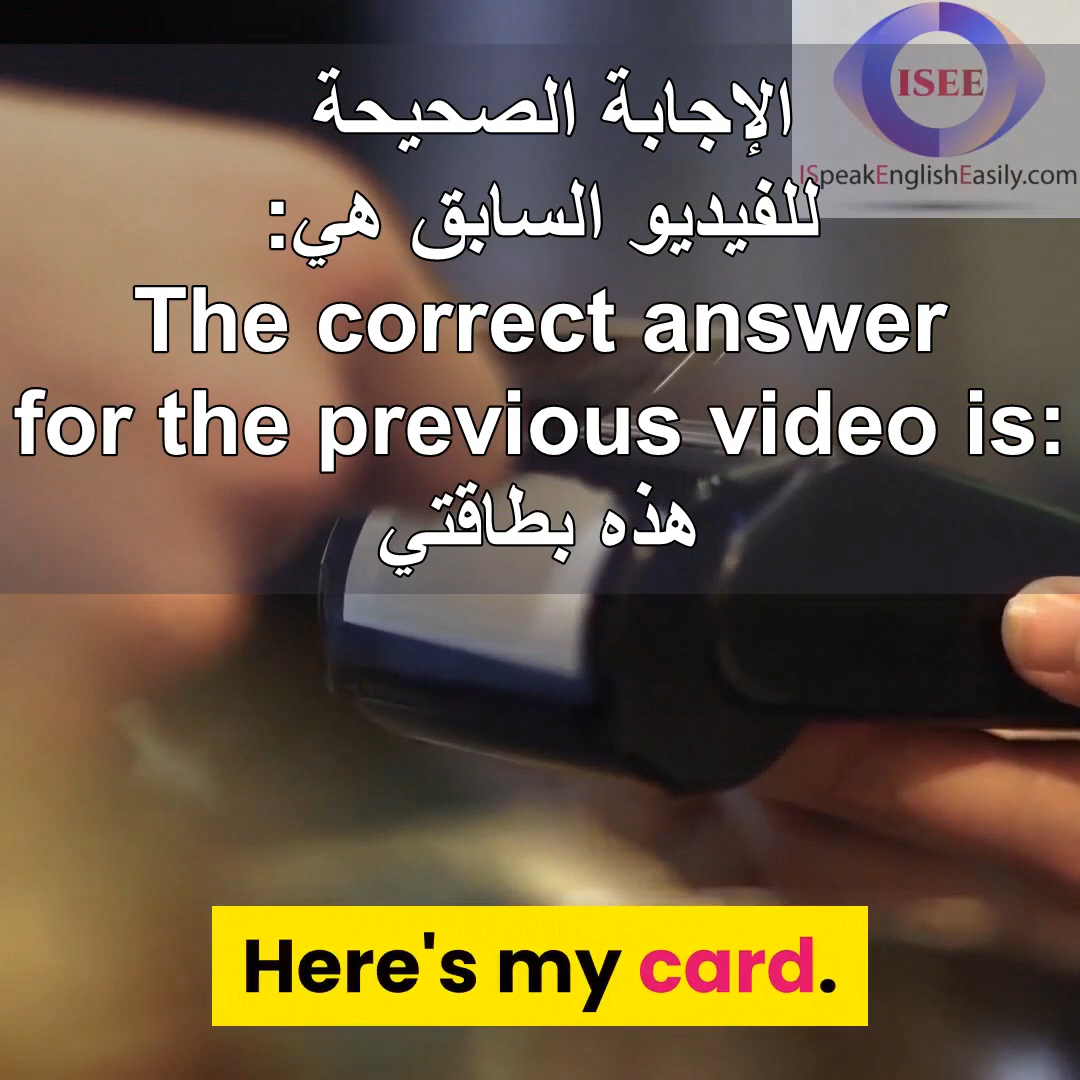 ISEE
ISpeakEnglishEasily.com
الإجابة الصحيحة
للفيديو السابق هي:
The correct answer
for the previous video is:
هذه بطاقتي
Here's my card.